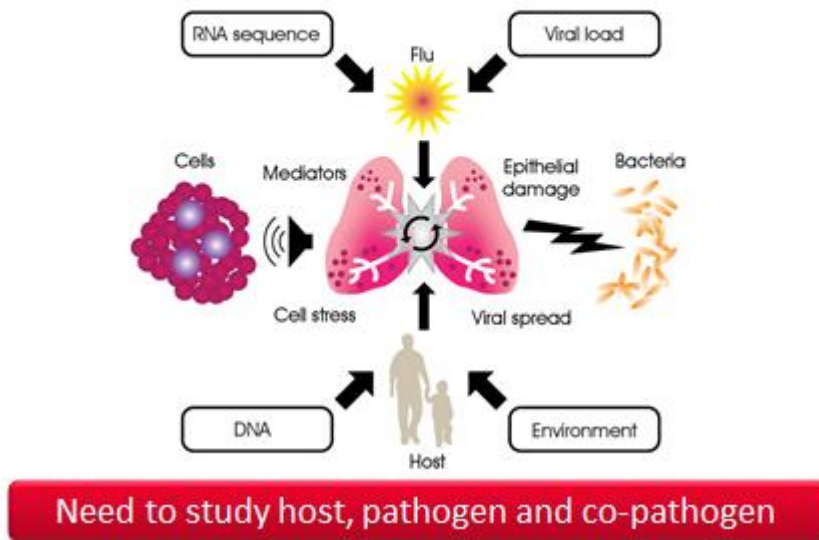 RNA sequence
Viral load
Flu
Cells
Mediators
Epithelial
damage
Bacteria
Cell stress
Viral spread
DNA
Environment
Host
Need to study host, pathogen and co-pathogen